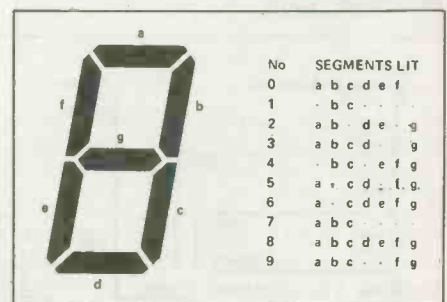 a
f
b
g
e
c
d
No SEGMENTS LIT
0 a b c d e f
1 · b c · · · ·
2 a b · d e · g
3 a b c d · · g
4 · b c · e f g
5 a · c d · f g
6 a · c d e f g
7 a b c · · · ·
8 a b c d e f g
9 a b c · · f g